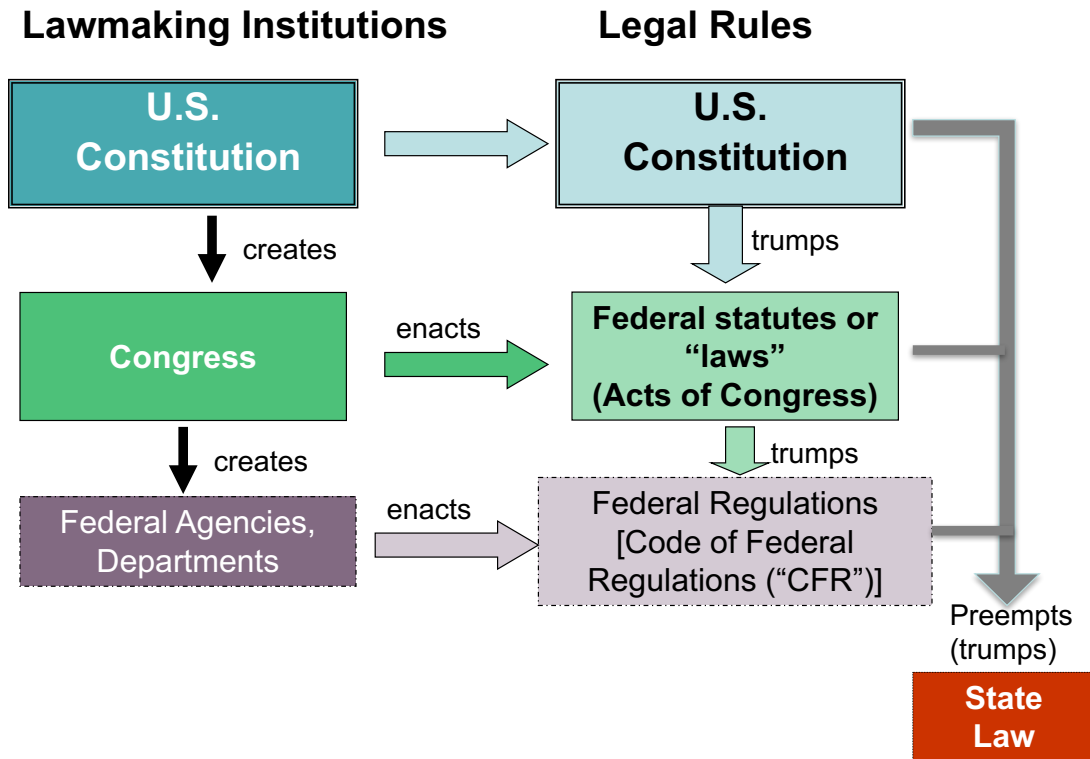 Lawmaking Institutions
Legal Rules
U.S.
Constitution
U.S.
Constitution
creates
trumps
Congress
enacts
Federal statutes or
“laws”
(Acts of Congress)
creates
trumps
Federal Agencies,
Departments
enacts
Federal Regulations
[Code of Federal
Regulations (“CFR”)]
Preempts
(trumps)
State
Law